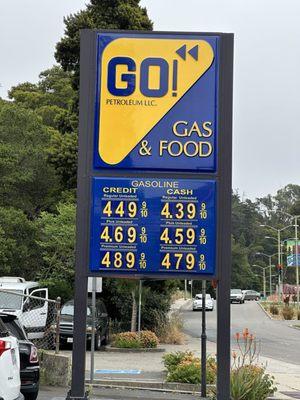 GO!
PETROLEUM LLC.
GAS
& FOOD
GASOLINE
CREDIT CASH
Regular Unleaded Regular Unleaded
4.49 9/10 4.39 9/10
Plus Unleaded Plus Unleaded
4.69 9/10 4.59 9/10
Premium Unleaded Premium Unleaded
4.89 9/10 4.79 9/10